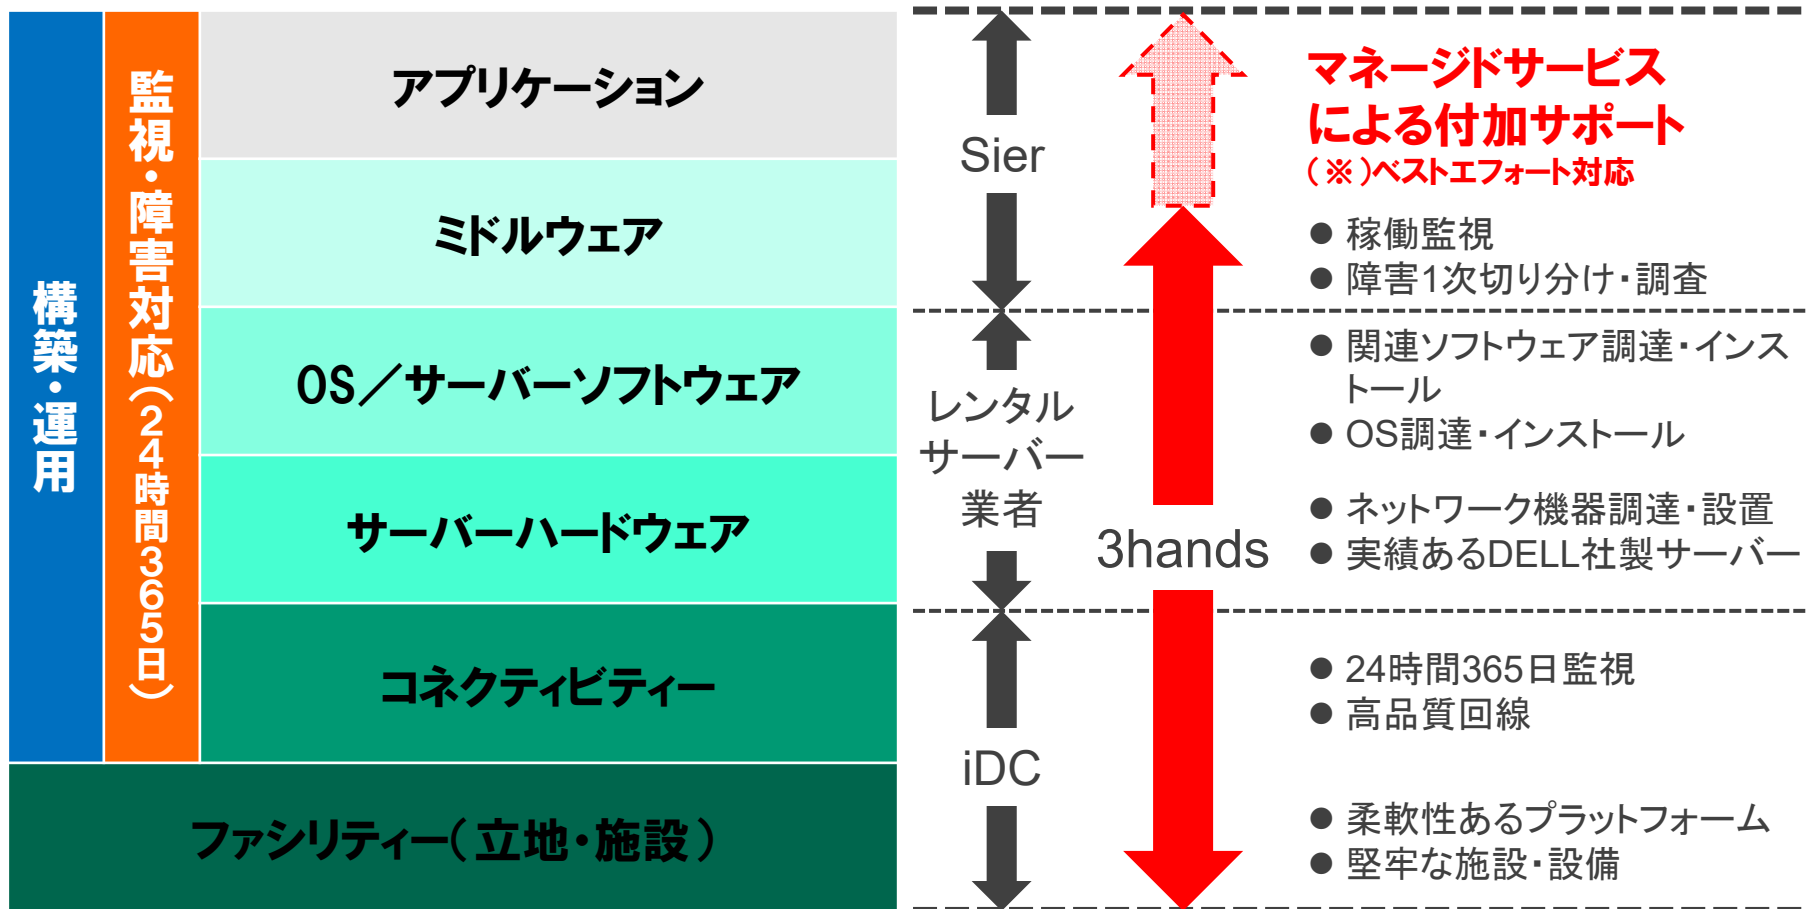 構築・運用
監視・障害対応(24時間365日)
アプリケーション
ミドルウェア
OS/サーバーソフトウェア
サーバーハードウェア
コネクティビティー
ファシリティー(立地・施設)
Sier
レンタル
サーバー
業者
iDC
3hands
マネージドサービス
による付加サポート
(※)ベストエフォート対応
● 稼働監視
● 障害1次切り分け・調査
● 関連ソフトウェア調達・インス
トール
● OS調達・インストール
● ネットワーク機器調達・設置
● 実績あるDELL社製サーバー
● 24時間365日監視
● 高品質回線
● 柔軟性あるプラットフォーム
● 堅牢な施設・設備